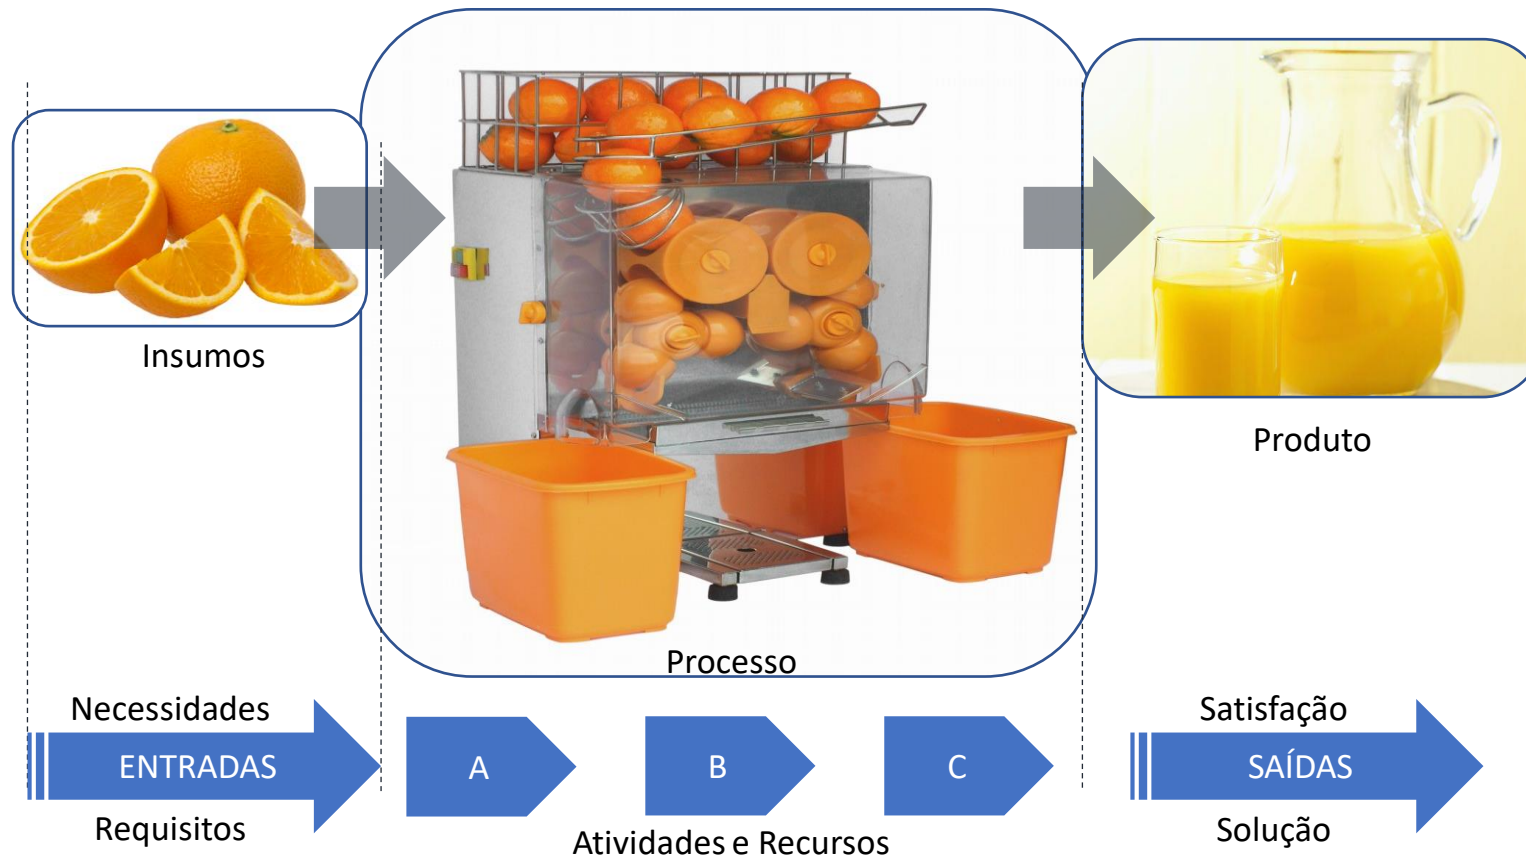 Insumos
Produto
Processo
Necessidades
ENTRADAS
Requisitos
A
B
C
Atividades e Recursos
Satisfação
SAÍDAS
Solução